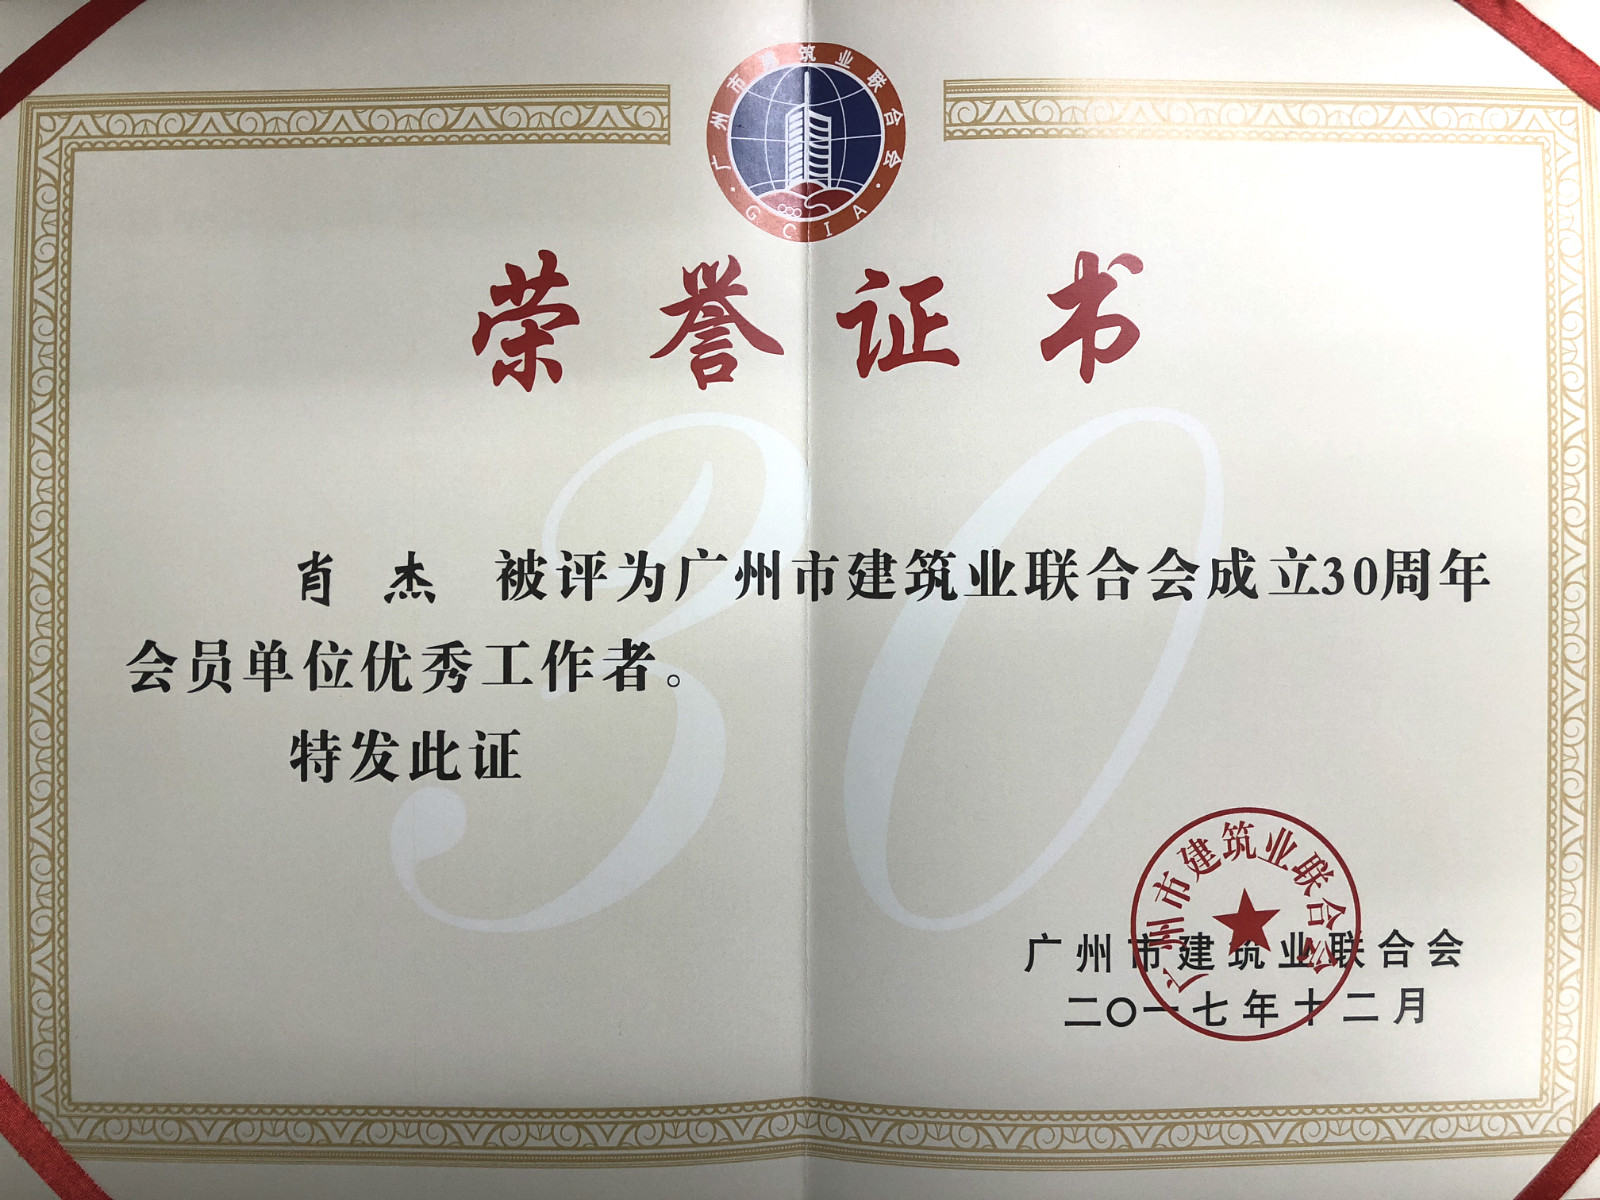 广州市建筑业联合会
GCIA
荣誉证书
30
肖杰 被评为广州市建筑业联合会成立30周年
会员单位优秀工作者。
特发此证
广州市建筑业联合会
广州市建筑业联合会
二〇一七年十二月